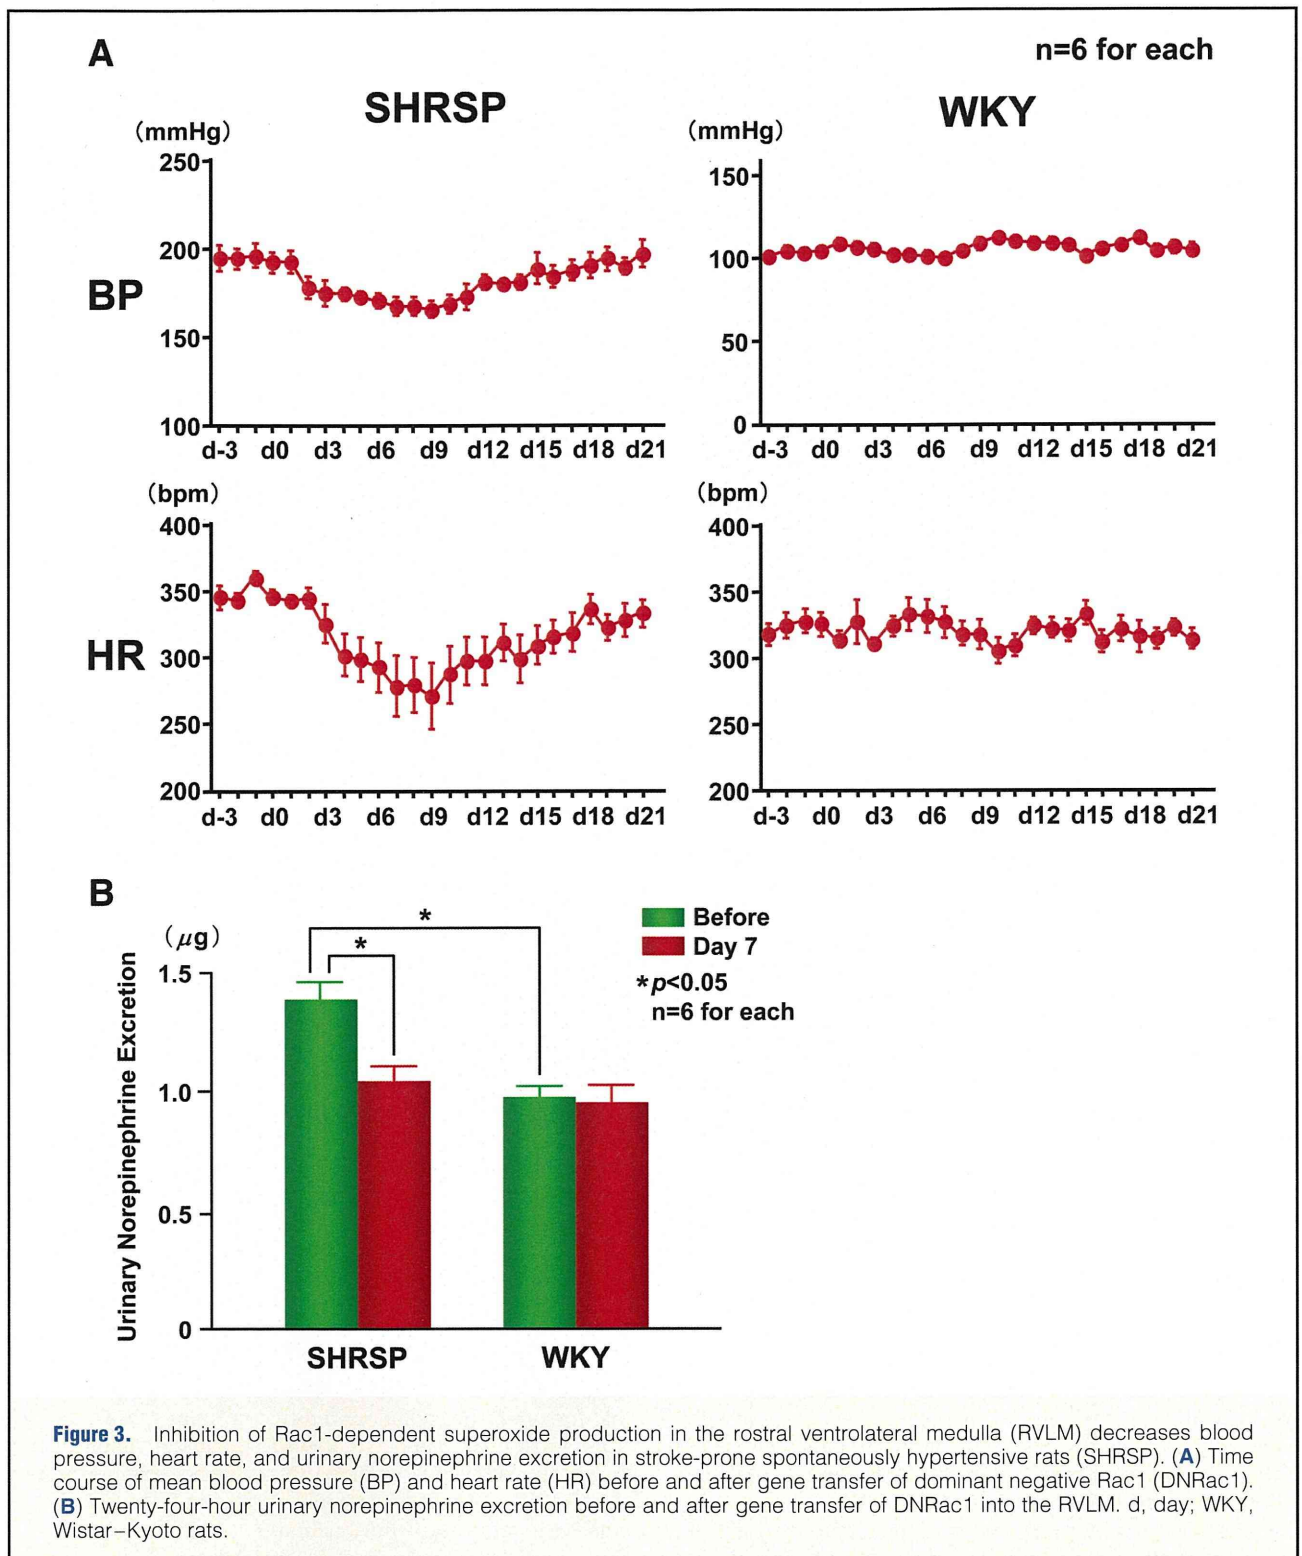 A
n=6 for each
SHRSP
WKY
(mmHg)
(mmHg)
BP
250
200
150
100
d-3 d0 d3 d6 d9 d12 d15 d18 d21
150
100
50
0
d-3 d0 d3 d6 d9 d12 d15 d18 d21
(bpm)
(bpm)
HR
400
350
300
250
200
d-3 d0 d3 d6 d9 d12 d15 d18 d21
400
350
300
250
200
d-3 d0 d3 d6 d9 d12 d15 d18 d21
B
(μg)
Urinary Norepinephrine Excretion
1.5
1.0
0.5
0
*
*
Before
Day 7
*p<0.05
n=6 for each
SHRSP WKY
Figure 3. Inhibition of Rac1-dependent superoxide production in the rostral ventrolateral medulla (RVLM) decreases blood
pressure, heart rate, and urinary norepinephrine excretion in stroke-prone spontaneously hypertensive rats (SHRSP). (A) Time
course of mean blood pressure (BP) and heart rate (HR) before and after gene transfer of dominant negative Rac1 (DNRac1).
(B) Twenty-four-hour urinary norepinephrine excretion before and after gene transfer of DNRac1 into the RVLM. d, day; WKY,
Wistar–Kyoto rats.